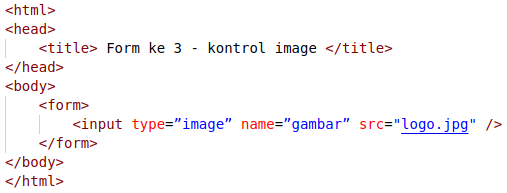 <html>
<head>
<title> Form ke 3 - kontrol image </title>
</head>
<body>
<form>
<input type=”image” name=”gambar” src="logo.jpg" />
</form>
</body>
</html>